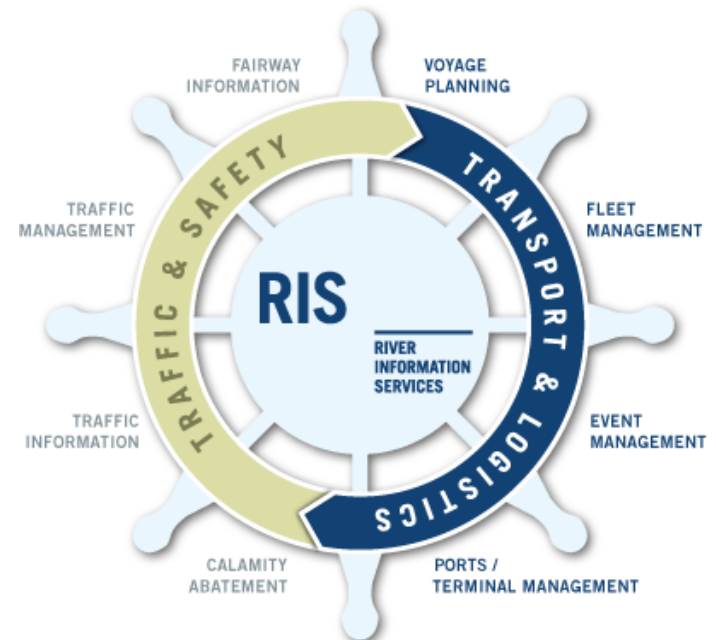 FAIRWAY
INFORMATION
VOYAGE
PLANNING
TRAFFIC & SAFETY
TRANSPORT & LOGISTICS
TRAFFIC
MANAGEMENT
FLEET
MANAGEMENT
RIS
RIVER
INFORMATION
SERVICES
TRAFFIC
INFORMATION
EVENT
MANAGEMENT
CALAMITY
ABATEMENT
PORTS /
TERMINAL MANAGEMENT